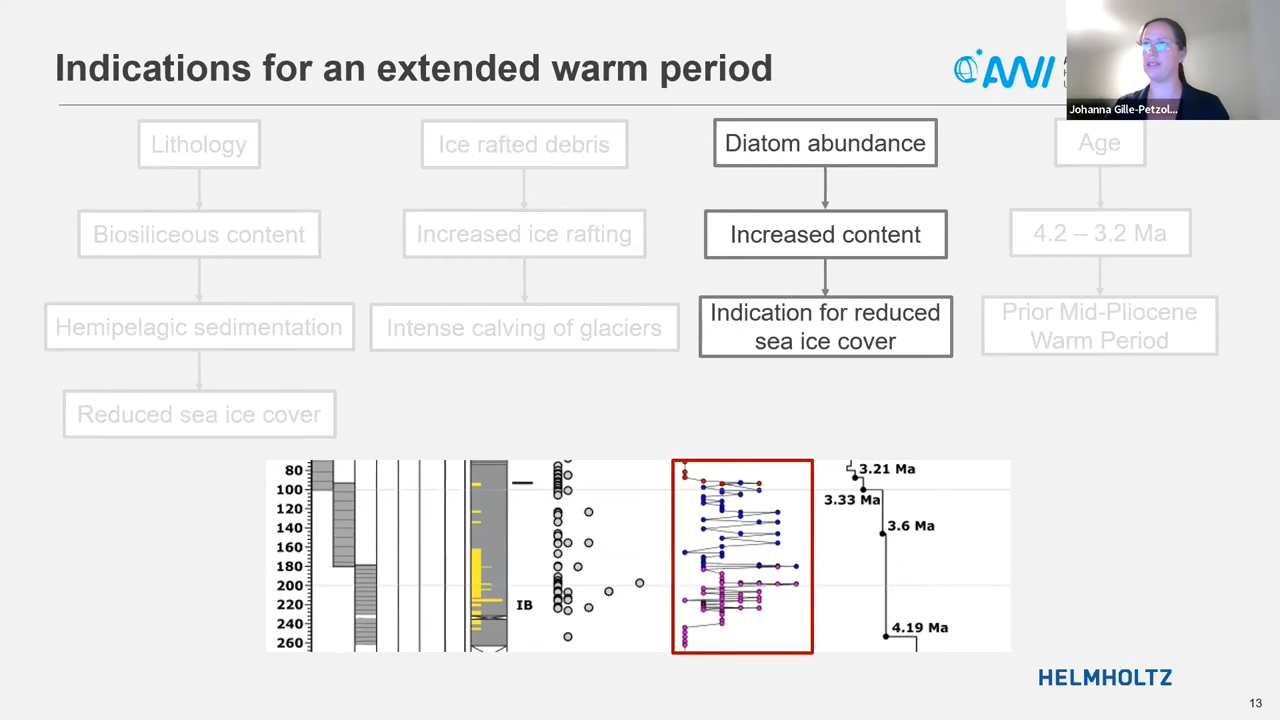 Indications for an extended warm period
AWI
Johanna Gille-Petzol...
Lithology
Biosiliceous content
Hemipelagic sedimentation
Reduced sea ice cover
Ice rafted debris
Increased ice rafting
Intense calving of glaciers
Diatom abundance
Increased content
Indication for reduced
sea ice cover
Age
4.2 – 3.2 Ma
Prior Mid-Pliocene
Warm Period
80
100
120
140
160
180
200
220
240
260
IB
3.21 Ma
3.33 Ma
3.6 Ma
4.19 Ma
HELMHOLTZ
13